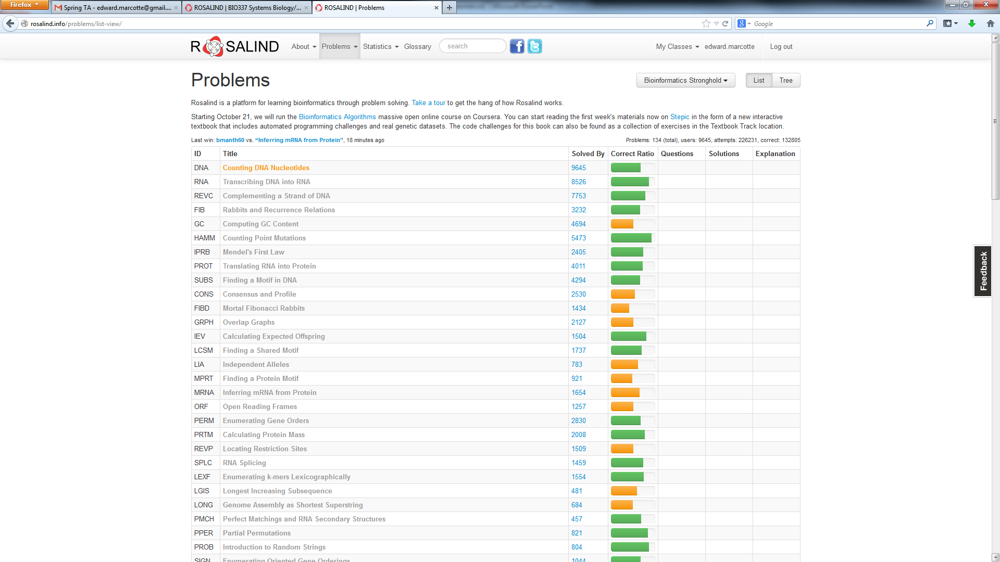 Firefox
Spring TA - edward.marcotte@gmail....
ROSALIND | BIO337 Systems Biology/...
ROSALIND | Problems
rosalind.info/problems/list-view/
Google
ROSALIND
About
Problems
Statistics
Glossary
search
My Classes
edward.marcotte
Log out
Problems
Bioinformatics Stronghold
List
Tree
Rosalind is a platform for learning bioinformatics through problem solving. Take a tour to get the hang of how Rosalind works.
Starting October 21, we will run the Bioinformatics Algorithms massive open online course on Coursera. You can start reading the first week's materials now on Stepic in the form of a new interactive
textbook that includes automated programming challenges and real genetic datasets. The code challenges for this book can also be found as a collection of exercises in the Textbook Track location.
Last win: bmanth60 vs. “Inferring mRNA from Protein”, 18 minutes ago
Problems: 134 (total), users: 9645, attempts: 226231, correct: 132805
ID Title Solved By Correct Ratio Questions Solutions Explanation
DNA Counting DNA Nucleotides 9645
RNA Transcribing DNA into RNA 8526
REVC Complementing a Strand of DNA 7753
FIB Rabbits and Recurrence Relations 3232
GC Computing GC Content 4694
HAMM Counting Point Mutations 5473
IPRB Mendel's First Law 2405
PROT Translating RNA into Protein 4011
SUBS Finding a Motif in DNA 4294
CONS Consensus and Profile 2530
FIBD Mortal Fibonacci Rabbits 1434
GRPH Overlap Graphs 2127
IEV Calculating Expected Offspring 1504
LCSM Finding a Shared Motif 1737
LIA Independent Alleles 783
MPRT Finding a Protein Motif 921
MRNA Inferring mRNA from Protein 1654
ORF Open Reading Frames 1257
PERM Enumerating Gene Orders 2830
PRTM Calculating Protein Mass 2008
REVP Locating Restriction Sites 1509
SPLC RNA Splicing 1459
LEXF Enumerating k-mers Lexicographically 1554
LGIS Longest Increasing Subsequence 481
LONG Genome Assembly as Shortest Superstring 684
PMCH Perfect Matchings and RNA Secondary Structures 457
PPER Partial Permutations 821
PROB Introduction to Random Strings 804
SIGN Enumerating Oriented Gene Orderings 1044
Feedback